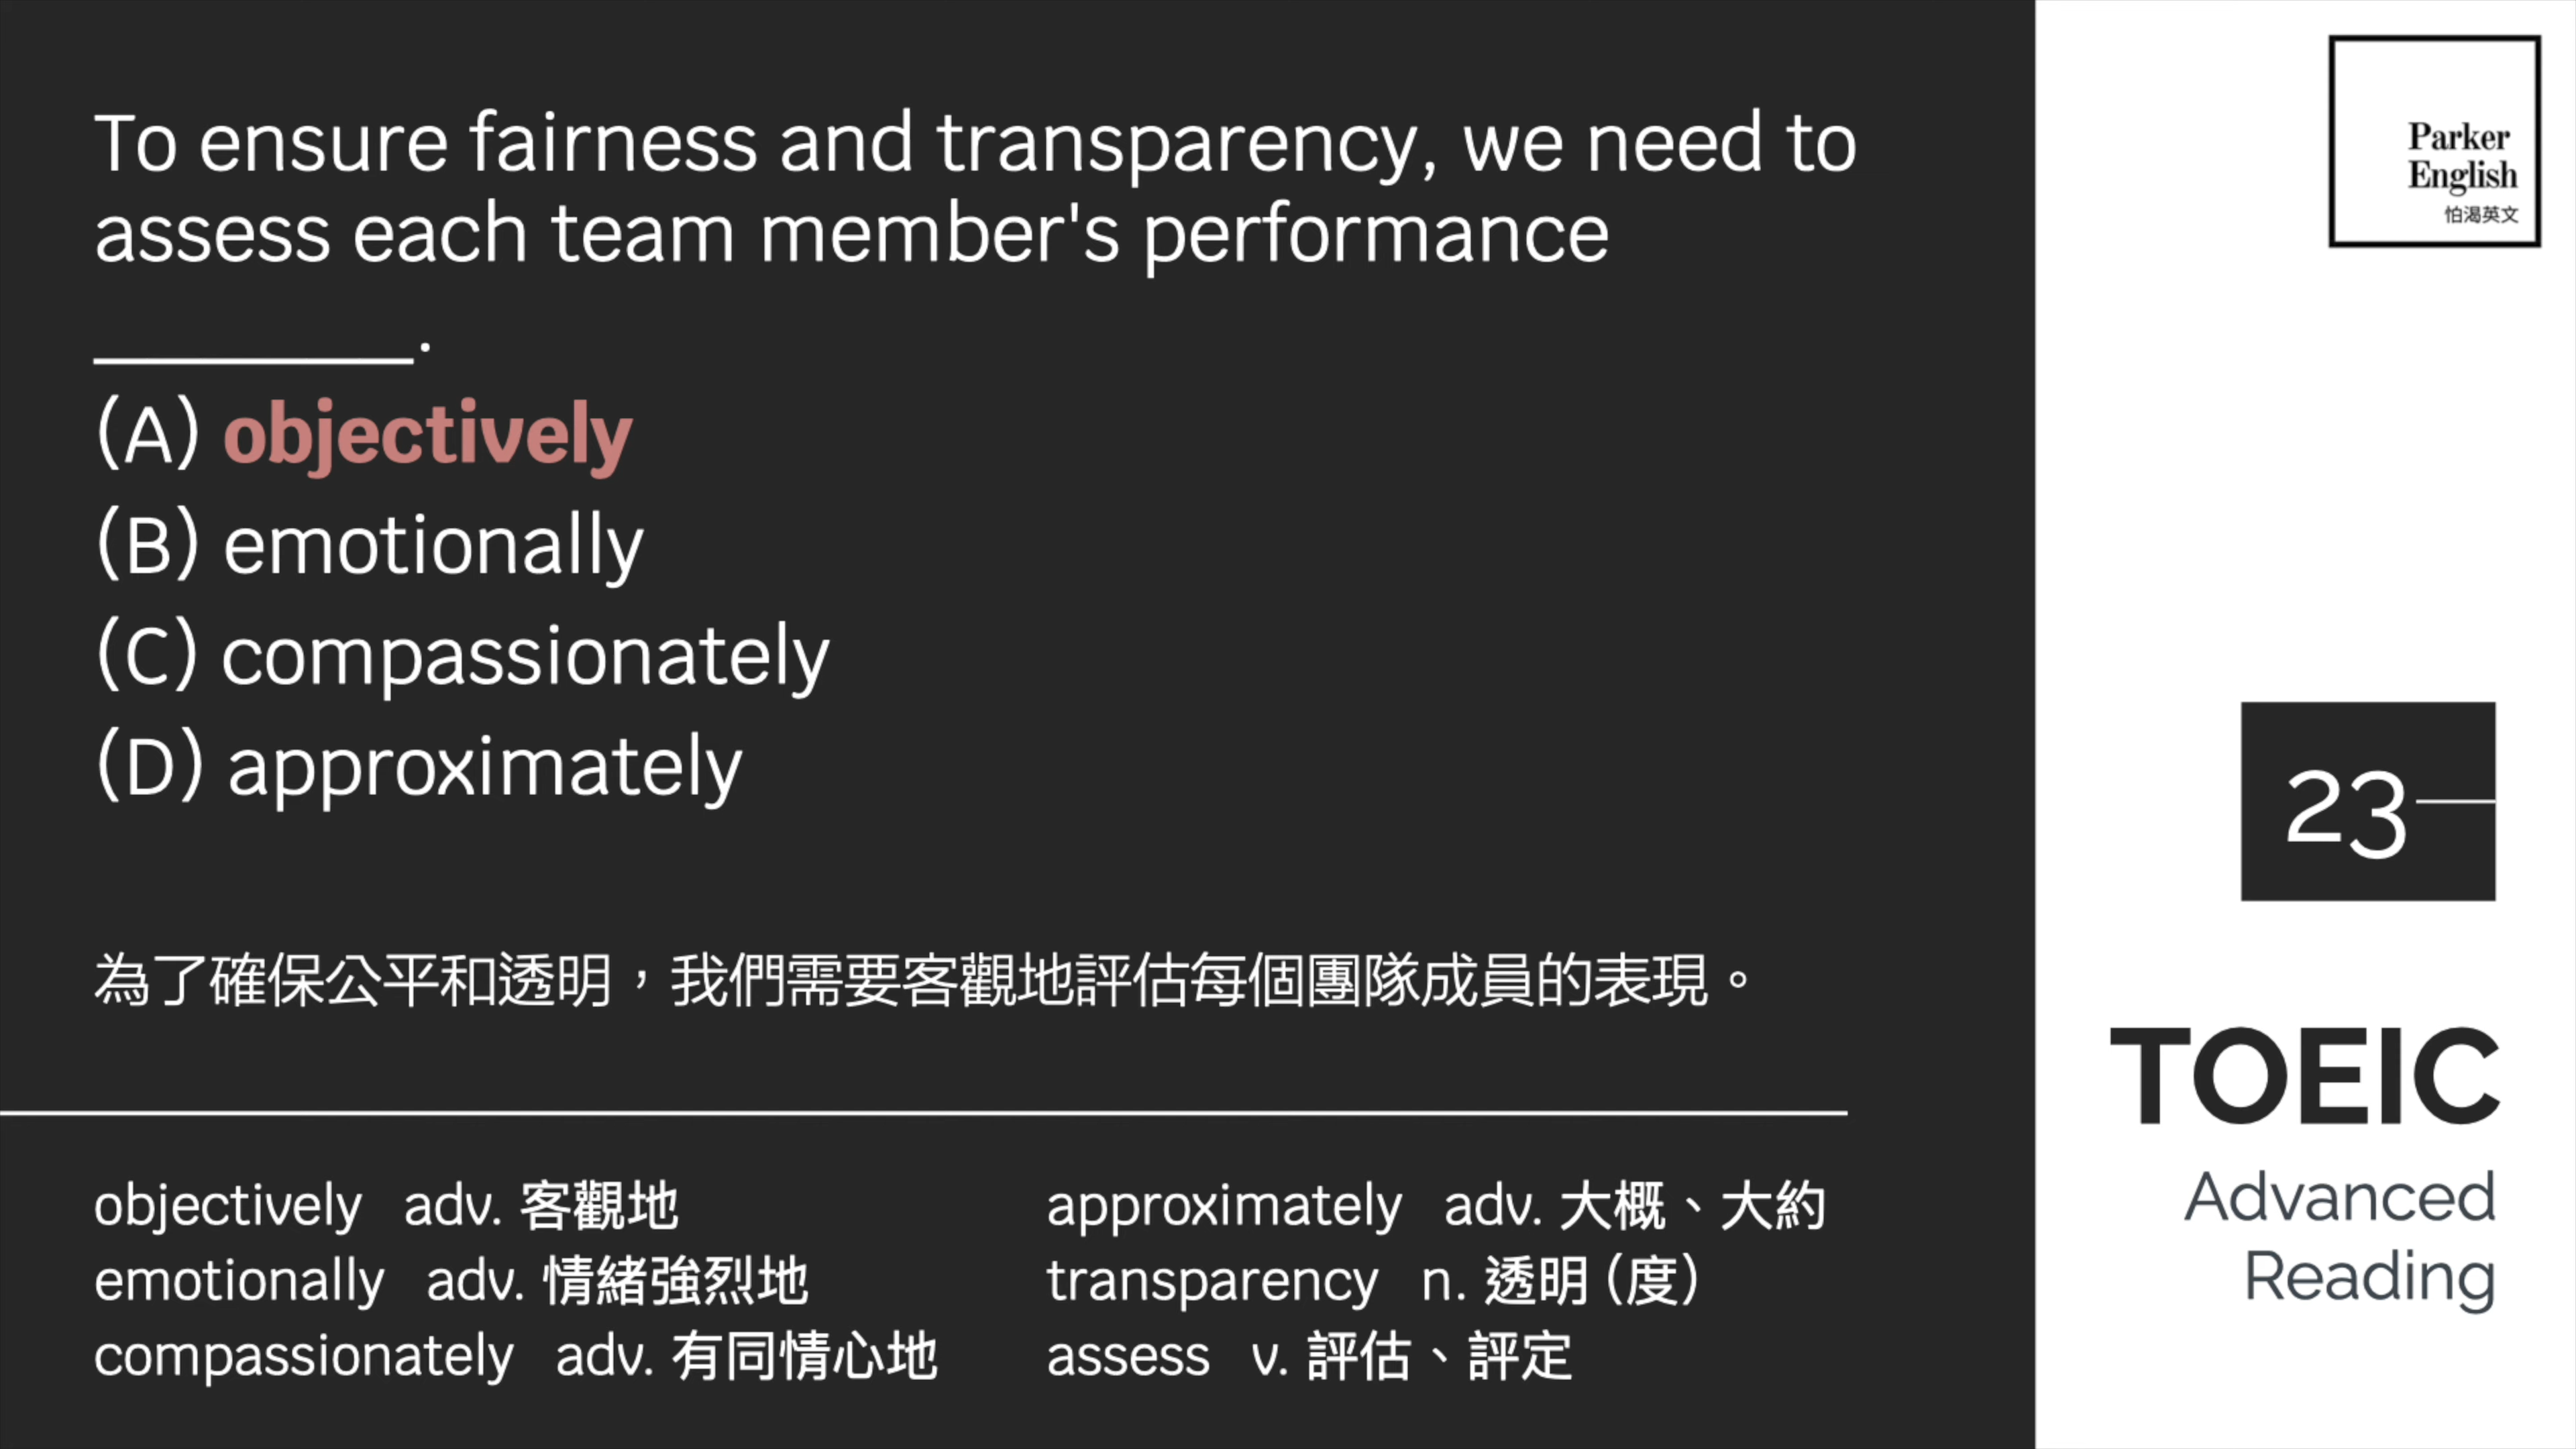 To ensure fairness and transparency, we need to
assess each team member's performance
__________.
(A) objectively
(B) emotionally
(C) compassionately
(D) approximately
為了確保公平和透明，我們需要客觀地評估每個團隊成員的表現。
objectively adv. 客觀地
emotionally adv. 情緒強烈地
compassionately adv. 有同情心地
approximately adv. 大概、大約
transparency n. 透明 (度)
assess v. 評估、評定
Parker
English
怕渴英文
23
TOEIC
Advanced
Reading